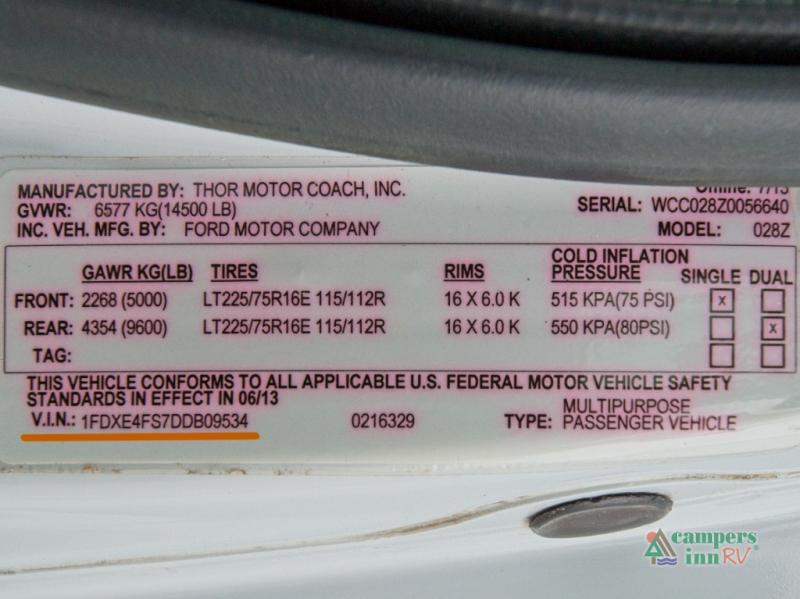 MANUFACTURED BY: THOR MOTOR COACH, INC.
GVWR: 6577 KG(14500 LB) SERIAL: WCC028Z0056640
INC. VEH. MFG. BY: FORD MOTOR COMPANY MODEL: 028Z
GAWR KG(LB) TIRES RIMS COLD INFLATION PRESSURE SINGLE DUAL
FRONT: 2268 (5000) LT225/75R16E 115/112R 16 X 6.0 K 515 KPA(75 PSI) X
REAR: 4354 (9600) LT225/75R16E 115/112R 16 X 6.0 K 550 KPA(80PSI) X
TAG:
THIS VEHICLE CONFORMS TO ALL APPLICABLE U.S. FEDERAL MOTOR VEHICLE SAFETY
STANDARDS IN EFFECT IN 06/13
V.I.N.: 1FDXE4FS7DDB09534 0216329 TYPE: MULTIPURPOSE PASSENGER VEHICLE
campers
inn RV®